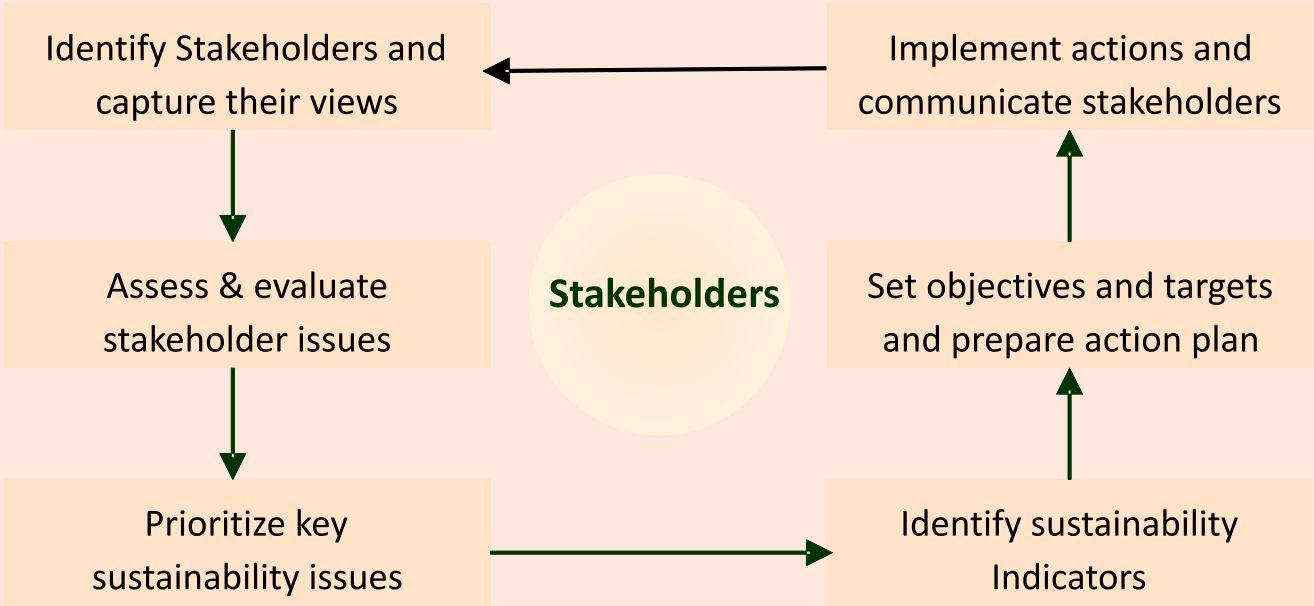 Identify Stakeholders and
capture their views
Implement actions and
communicate stakeholders
Assess & evaluate
stakeholder issues
Stakeholders
Set objectives and targets
and prepare action plan
Prioritize key
sustainability issues
Identify sustainability
Indicators